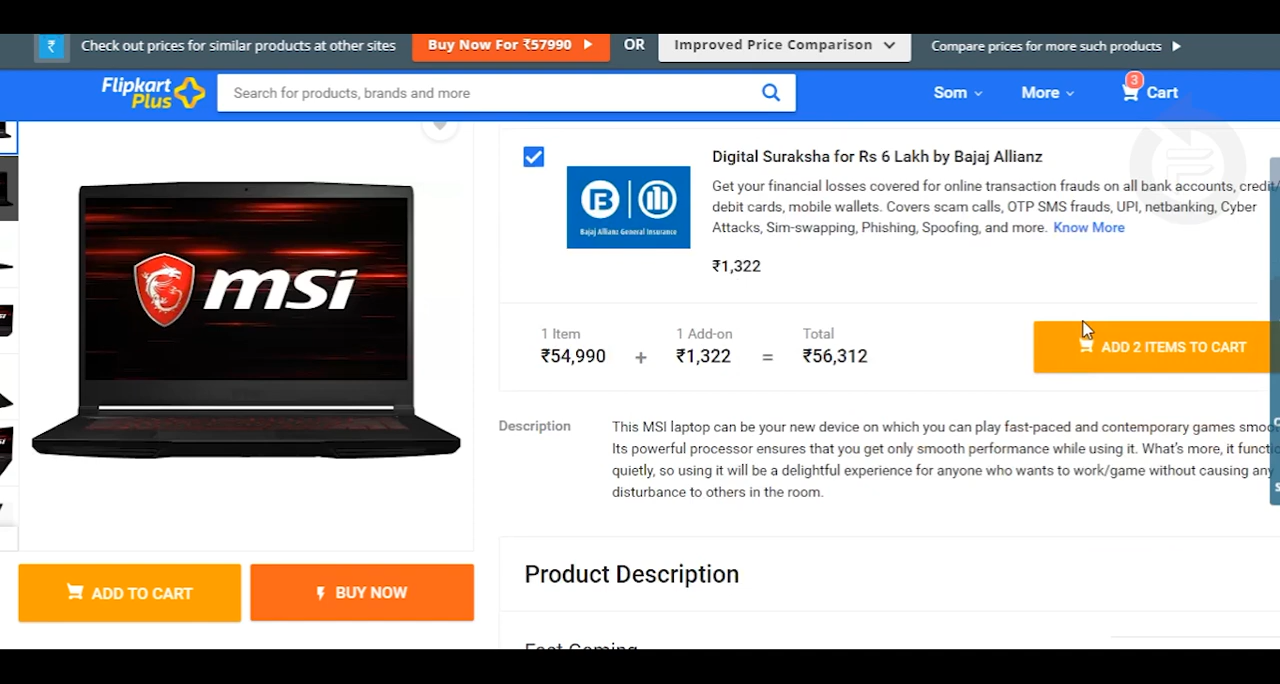 ₹ Check out prices for similar products at other sites Buy Now For ₹57990 OR Improved Price Comparison Compare prices for more such products
Flipkart Plus Search for products, brands and more Som More 3 Cart
Digital Suraksha for Rs 6 Lakh by Bajaj Allianz
Get your financial losses covered for online transaction frauds on all bank accounts, credit/
debit cards, mobile wallets. Covers scam calls, OTP SMS frauds, UPI, netbanking, Cyber
Attacks, Sim-swapping, Phishing, Spoofing, and more. Know More
Bajaj Allianz General Insurance
₹1,322
msi
1 Item 1 Add-on Total
₹54,990 + ₹1,322 = ₹56,312
ADD 2 ITEMS TO CART
Description This MSI laptop can be your new device on which you can play fast-paced and contemporary games
Its powerful processor ensures that you get only smooth performance while using it. What's more, it
quietly, so using it will be a delightful experience for anyone who wants to work/game without causing any
disturbance to others in the room.
Product Description
ADD TO CART BUY NOW
Fast Gaming